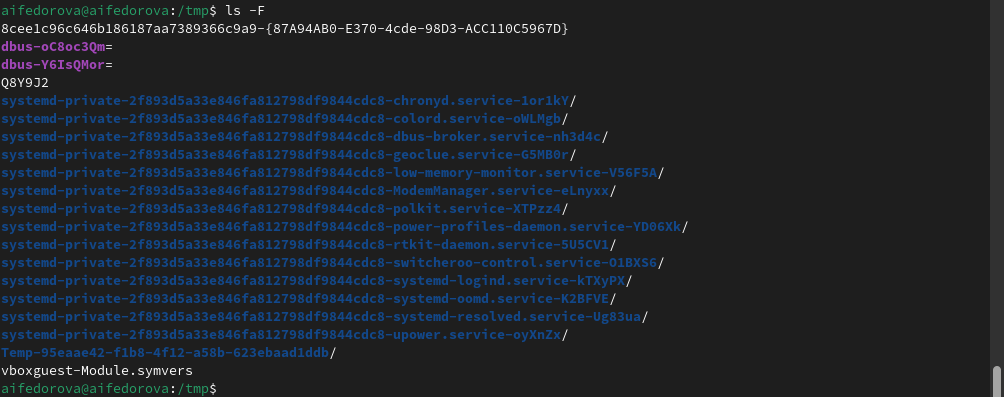 aifedorova@aifedorova:/tmp$ ls -F
8cee1c96c646b186187aa7389366c9a9-{87A94AB0-E370-4cde-98D3-ACC110C5967D}
dbus-oC8oc3Qm=
dbus-Y6IsQMor=
Q8Y9J2
systemd-private-2f893d5a33e846fa812798df9844cdc8-chronyd.service-1or1kY/
systemd-private-2f893d5a33e846fa812798df9844cdc8-colord.service-oWLMgb/
systemd-private-2f893d5a33e846fa812798df9844cdc8-dbus-broker.service-nh3d4c/
systemd-private-2f893d5a33e846fa812798df9844cdc8-geoclue.service-G5MB0r/
systemd-private-2f893d5a33e846fa812798df9844cdc8-low-memory-monitor.service-V56F5A/
systemd-private-2f893d5a33e846fa812798df9844cdc8-ModemManager.service-eLnyxx/
systemd-private-2f893d5a33e846fa812798df9844cdc8-polkit.service-XTPzz4/
systemd-private-2f893d5a33e846fa812798df9844cdc8-power-profiles-daemon.service-YD06Xk/
systemd-private-2f893d5a33e846fa812798df9844cdc8-rtkit-daemon.service-5U5CV1/
systemd-private-2f893d5a33e846fa812798df9844cdc8-switcheroo-control.service-O1BXS6/
systemd-private-2f893d5a33e846fa812798df9844cdc8-systemd-logind.service-kTXyPX/
systemd-private-2f893d5a33e846fa812798df9844cdc8-systemd-oomd.service-K2BFVE/
systemd-private-2f893d5a33e846fa812798df9844cdc8-systemd-resolved.service-Ug83ua/
systemd-private-2f893d5a33e846fa812798df9844cdc8-upower.service-oyXnZx/
Temp-95eaae42-f1b8-4f12-a58b-623ebaad1ddb/
vboxguest-Module.symvers
aifedorova@aifedorova:/tmp$